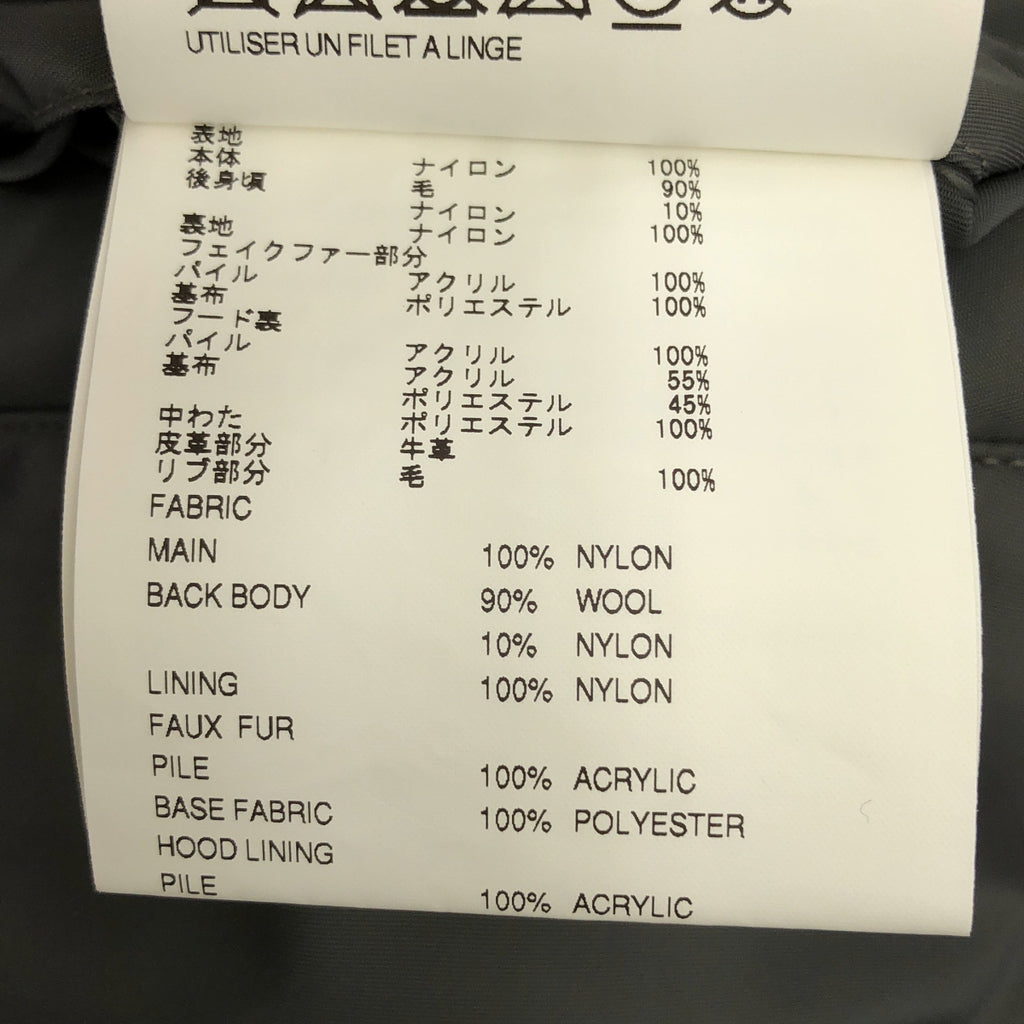 UTILISER UN FILET A LINGE
表地
本体 ナイロン 100%
後身頃 毛 90%
ナイロン 10%
裏地 ナイロン 100%
フェイクファー部分
パイル アクリル 100%
基布 ポリエステル 100%
フード裏
パイル アクリル 100%
基布 アクリル 55%
ポリエステル 45%
中わた ポリエステル 100%
皮革部分 牛革
リブ部分 毛 100%
FABRIC
MAIN 100% NYLON
BACK BODY 90% WOOL
10% NYLON
LINING 100% NYLON
FAUX FUR
PILE 100% ACRYLIC
BASE FABRIC 100% POLYESTER
HOOD LINING
PILE 100% ACRYLIC